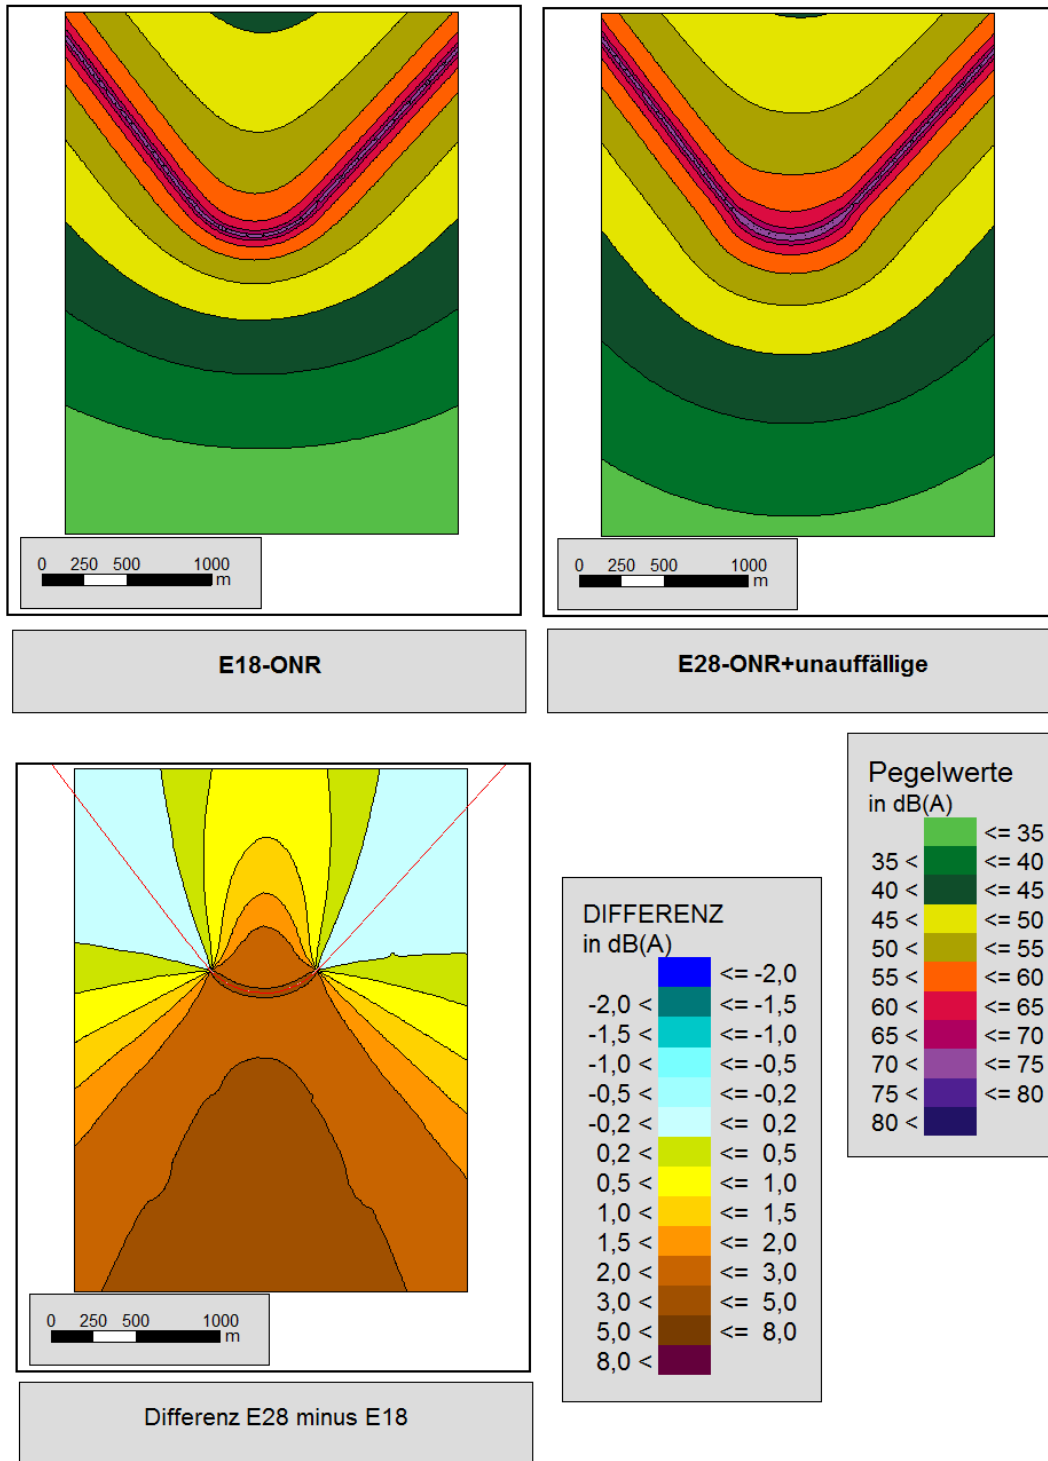 0 250 500 1000
m
E18-ONR
0 250 500 1000
m
E28-ONR+unauffällige
0 250 500 1000
m
Differenz E28 minus E18
DIFFERENZ
in dB(A)
<= -2,0
-2,0 < <= -1,5
-1,5 < <= -1,0
-1,0 < <= -0,5
-0,5 < <= -0,2
-0,2 < <= 0,2
0,2 < <= 0,5
0,5 < <= 1,0
1,0 < <= 1,5
1,5 < <= 2,0
2,0 < <= 3,0
3,0 < <= 5,0
5,0 < <= 8,0
8,0 <
Pegelwerte
in dB(A)
<= 35
35 < <= 40
40 < <= 45
45 < <= 50
50 < <= 55
55 < <= 60
60 < <= 65
65 < <= 70
70 < <= 75
75 < <= 80
80 <